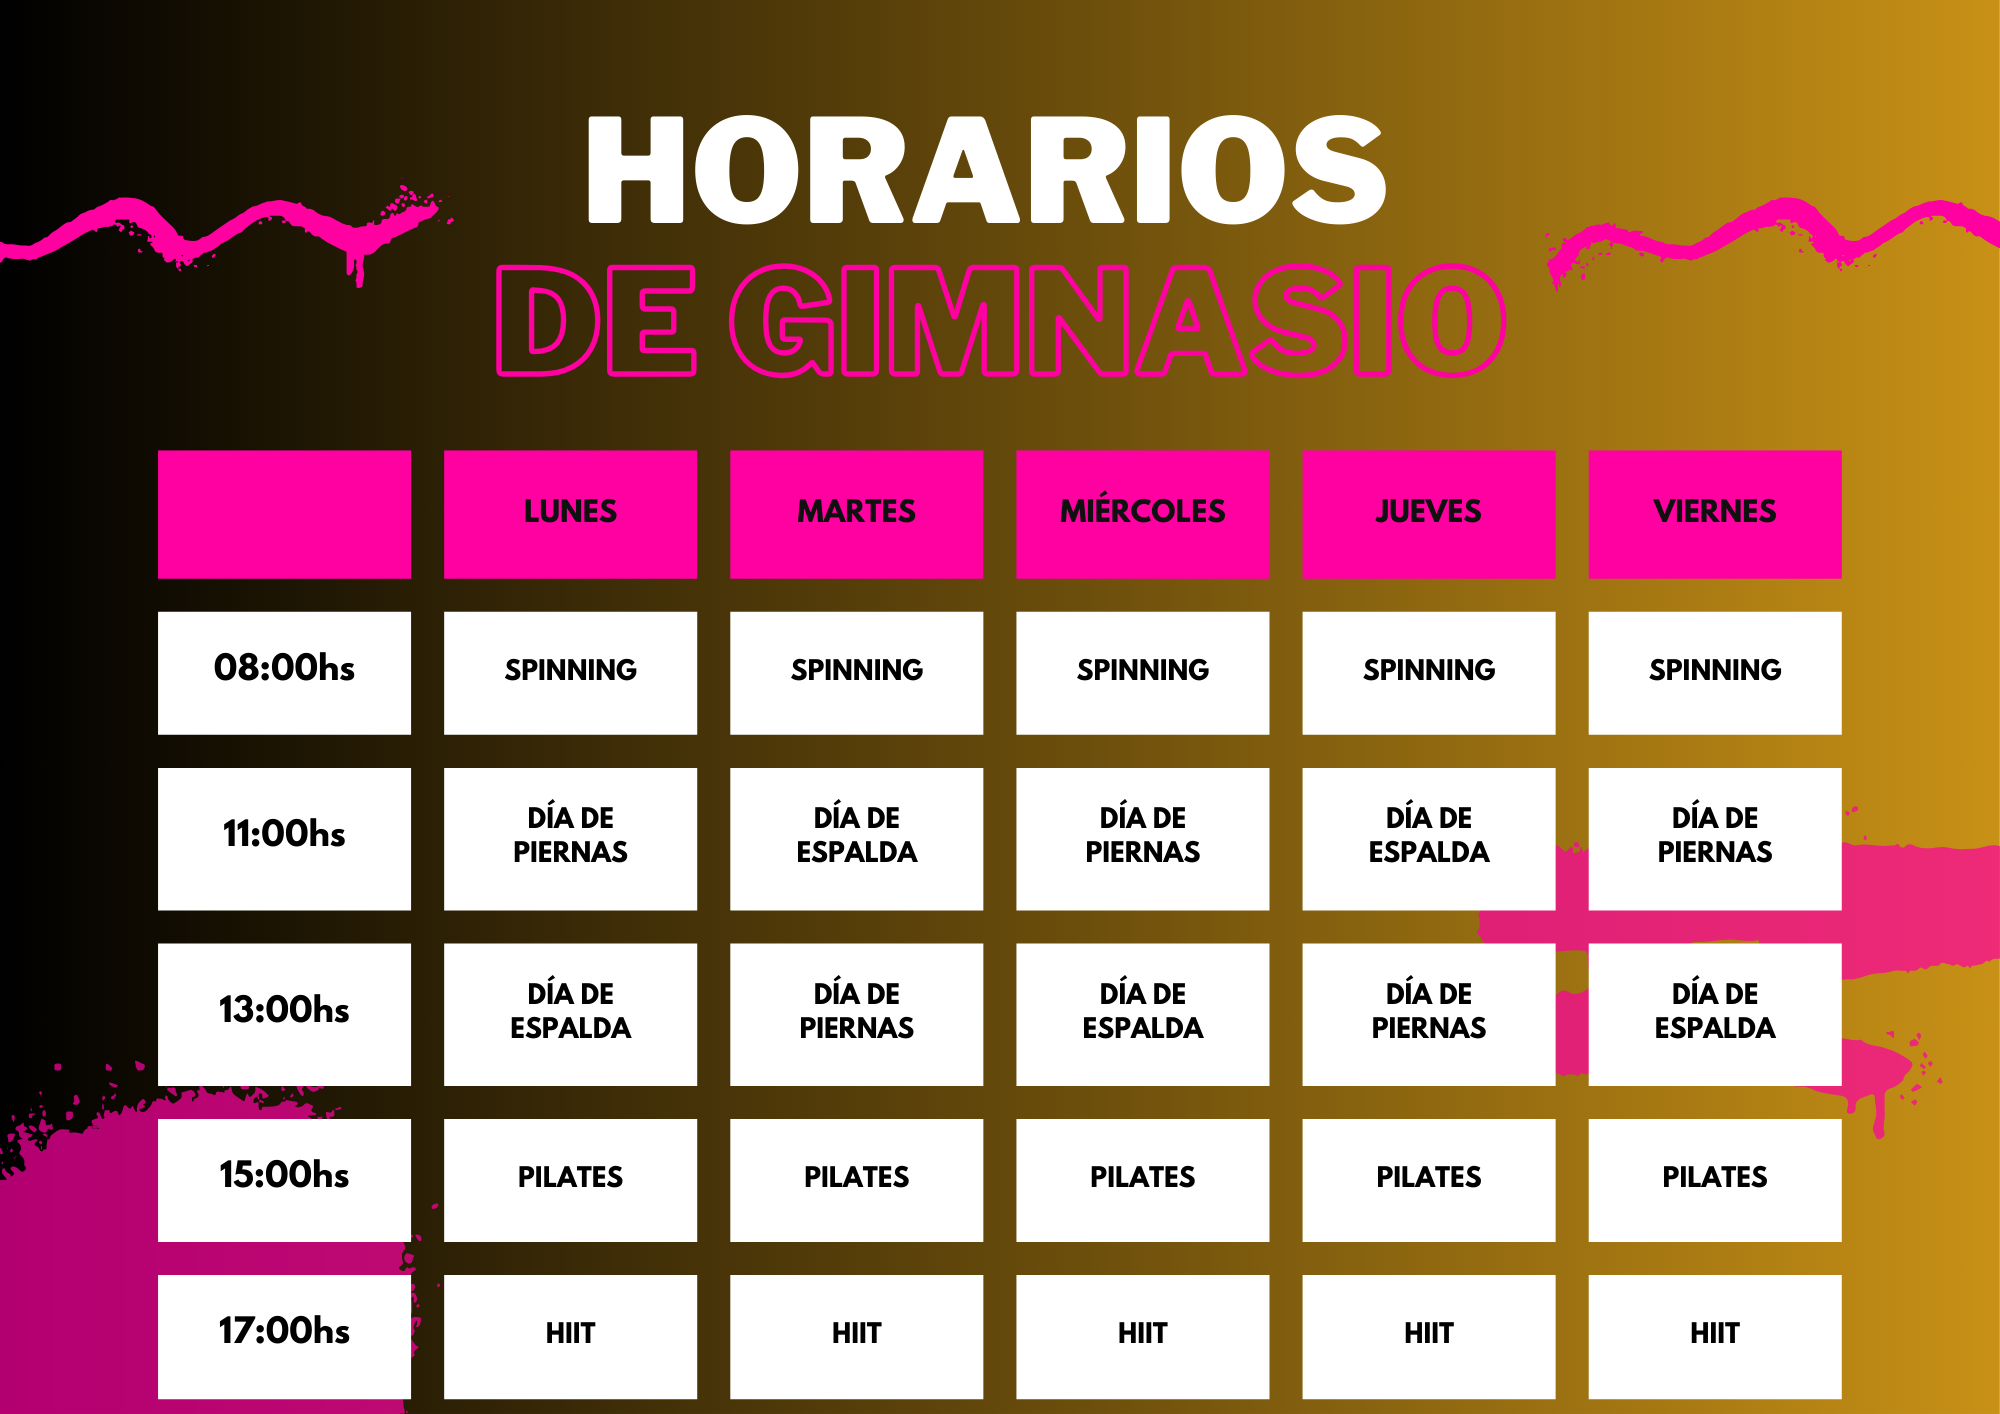 HORARIOS
DE GIMNASIO
LUNES MARTES MIÉRCOLES JUEVES VIERNES
08:00hs SPINNING SPINNING SPINNING SPINNING SPINNING
11:00hs DÍA DE PIERNAS DÍA DE ESPALDA DÍA DE PIERNAS DÍA DE ESPALDA DÍA DE PIERNAS
13:00hs DÍA DE ESPALDA DÍA DE PIERNAS DÍA DE ESPALDA DÍA DE PIERNAS DÍA DE ESPALDA
15:00hs PILATES PILATES PILATES PILATES PILATES
17:00hs HIIT HIIT HIIT HIIT HIIT